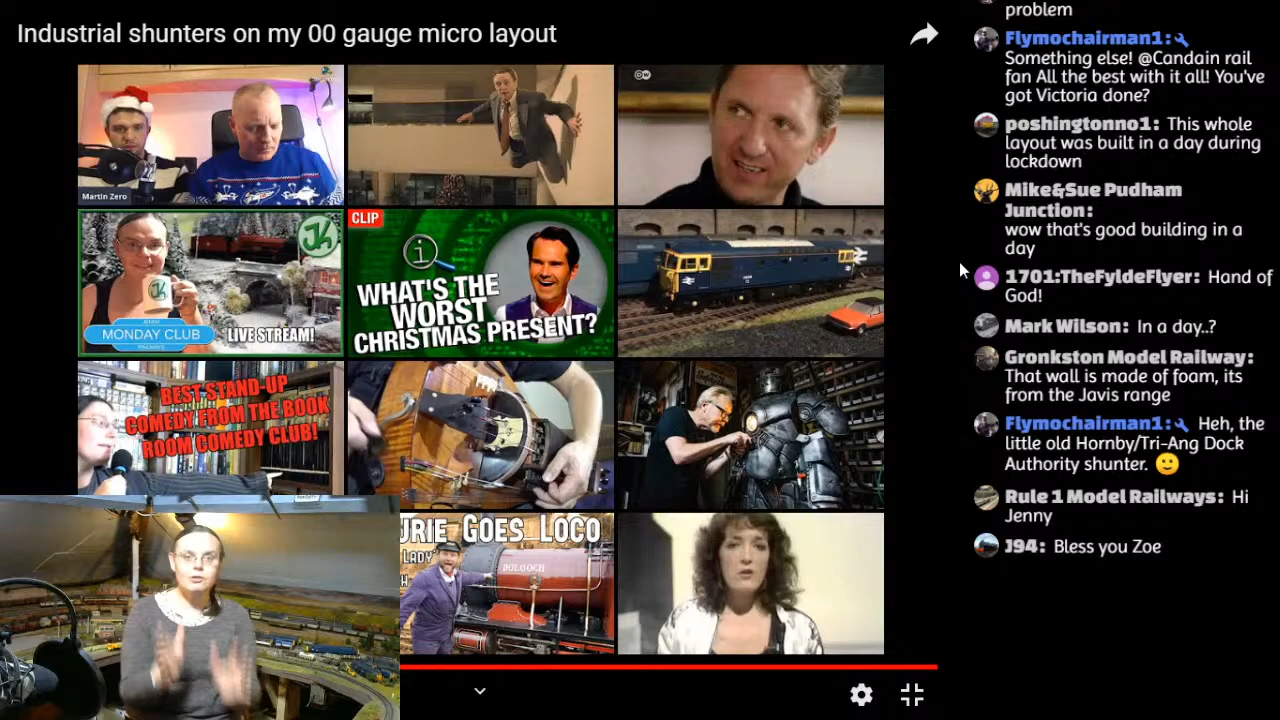 Industrial shunters on my 00 gauge micro layout
Martin Zero
MONDAY CLUB
LIVE STREAM!
CLIP
WHAT'S THE
WORST
CHRISTMAS PRESENT?
BEST STAND-UP
COMEDY FROM THE BOOK
ROOM COMEDY CLUB!
URIE GOES LOCO
LADY
DOLGOCH
problem
Flymochairman1:
Something else! @Candain rail
fan All the best with it all! You've
got Victoria done?
poshingtonno1: This whole
layout was built in a day during
lockdown
Mike&Sue Pudham
Junction:
wow that's good building in a
day
1701:TheFyldeFlyer: Hand of
God!
Mark Wilson: In a day..?
Gronkston Model Railway:
That wall is made of foam, its
from the Javis range
Flymochairman1: Heh, the
little old Hornby/Tri-Ang Dock
Authority shunter.
Rule 1 Model Railways: Hi
Jenny
J94: Bless you Zoe